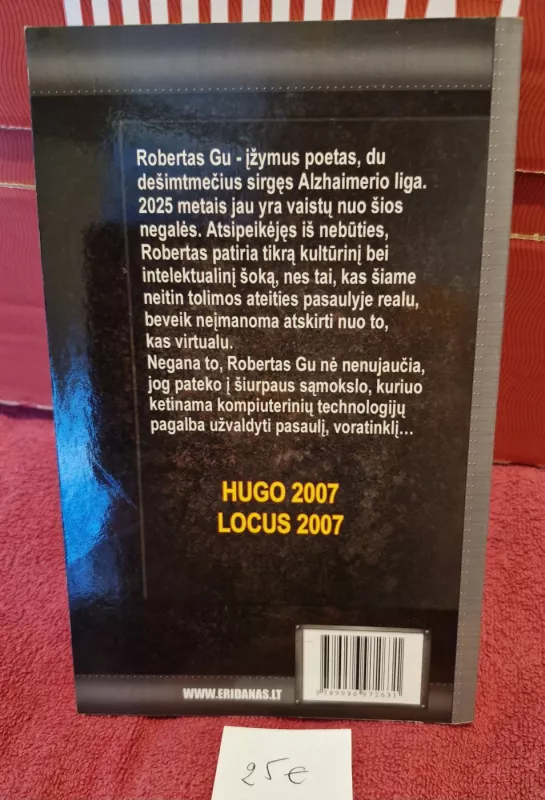 Robertas Gu - įžymus poetas, du
dešimtmečius sirgęs Alzhaimerio liga.
2025 metais jau yra vaistų nuo šios
negalės. Atsipeikėjęs iš nebūties,
Robertas patiria tikrą kultūrinį bei
intelektualinį šoką, nes tai, kas šiame
neitin tolimos ateities pasaulyje realu,
beveik neįmanoma atskirti nuo to,
kas virtualu.
Negana to, Robertas Gu nė nenujaučia,
jog pateko į šiurpaus sąmokslo, kuriuo
ketinama kompiuterinių technologijų
pagalba užvaldyti pasaulį, voratinklį...
HUGO 2007
LOCUS 2007
WWW.ERIDANAS.LT
25€